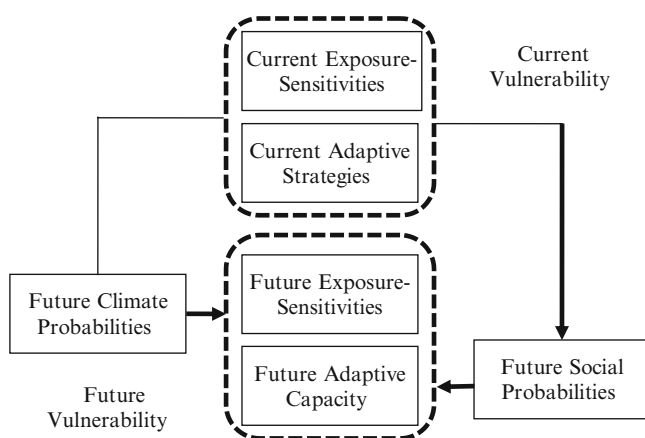 Current Exposure-
Sensitivities
Current
Vulnerability
Current Adaptive
Strategies
Future Exposure-
Sensitivities
Future Climate
Probabilities
Future Adaptive
Capacity
Future Social
Probabilities
Future
Vulnerability